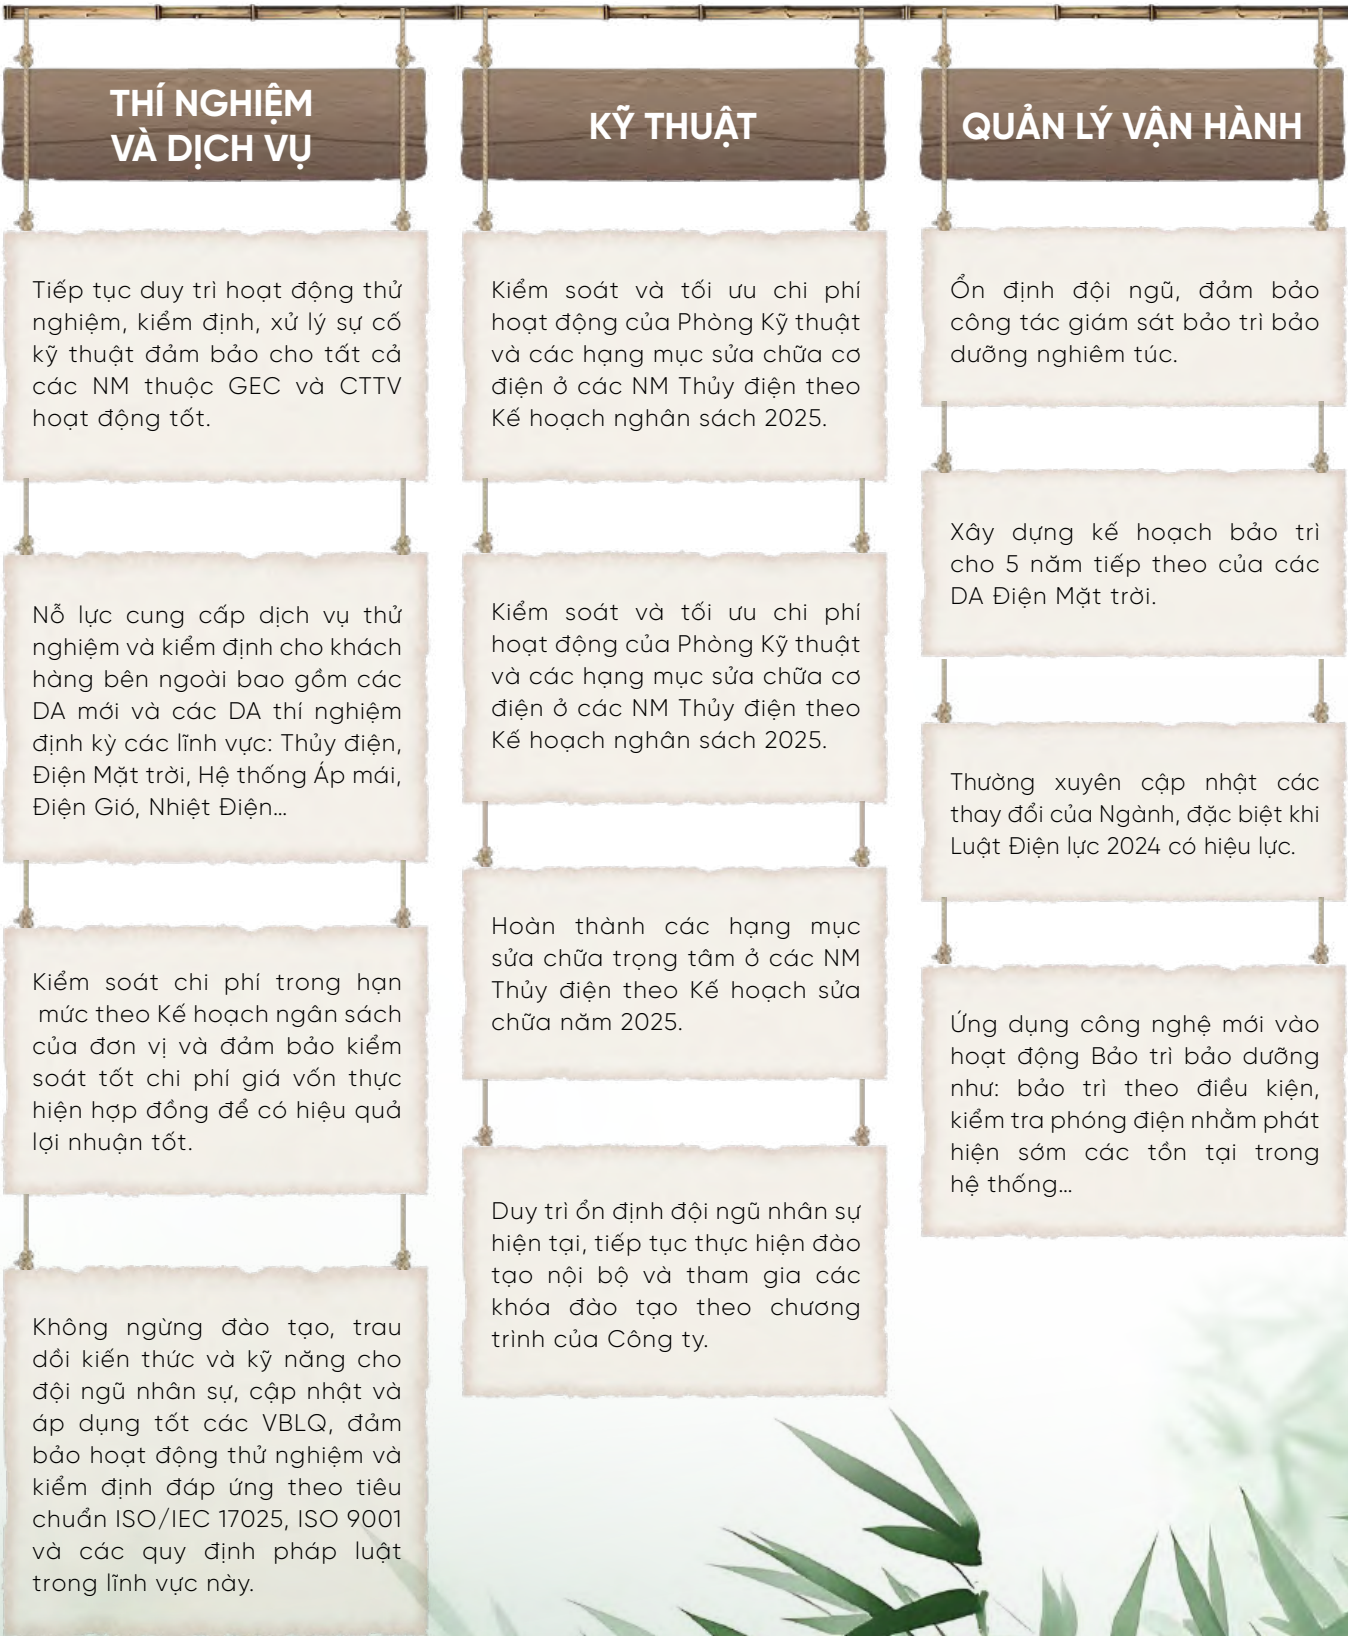 THÍ NGHIỆM
VÀ DỊCH VỤ
Tiếp tục duy trì hoạt động thử
nghiệm, kiểm định, xử lý sự cố
kỹ thuật đảm bảo cho tất cả
các NM thuộc GEC và CTTV
hoạt động tốt.
Nỗ lực cung cấp dịch vụ thử
nghiệm và kiểm định cho khách
hàng bên ngoài bao gồm các
DA mới và các DA thí nghiệm
định kỳ các lĩnh vực: Thủy điện,
Điện Mặt trời, Hệ thống Áp mái,
Điện Gió, Nhiệt Điện...
Kiểm soát chi phí trong hạn
mức theo Kế hoạch ngân sách
của đơn vị và đảm bảo kiểm
soát tốt chi phí giá vốn thực
hiện hợp đồng để có hiệu quả
lợi nhuận tốt.
Không ngừng đào tạo, trau
dồi kiến thức và kỹ năng cho
đội ngũ nhân sự, cập nhật và
áp dụng tốt các VBLQ, đảm
bảo hoạt động thử nghiệm và
kiểm định đáp ứng theo tiêu
chuẩn ISO/IEC 17025, ISO 9001
và các quy định pháp luật
trong lĩnh vực này.
KỸ THUẬT
Kiểm soát và tối ưu chi phí
hoạt động của Phòng Kỹ thuật
và các hạng mục sửa chữa cơ
điện ở các NM Thủy điện theo
Kế hoạch nghân sách 2025.
Kiểm soát và tối ưu chi phí
hoạt động của Phòng Kỹ thuật
và các hạng mục sửa chữa cơ
điện ở các NM Thủy điện theo
Kế hoạch nghân sách 2025.
Hoàn thành các hạng mục
sửa chữa trọng tâm ở các NM
Thủy điện theo Kế hoạch sửa
chữa năm 2025.
Duy trì ổn định đội ngũ nhân sự
hiện tại, tiếp tục thực hiện đào
tạo nội bộ và tham gia các
khóa đào tạo theo chương
trình của Công ty.
QUẢN LÝ VẬN HÀNH
Ổn định đội ngũ, đảm bảo
công tác giám sát bảo trì bảo
dưỡng nghiêm túc.
Xây dựng kế hoạch bảo trì
cho 5 năm tiếp theo của các
DA Điện Mặt trời.
Thường xuyên cập nhật các
thay đổi của Ngành, đặc biệt khi
Luật Điện lực 2024 có hiệu lực.
Ứng dụng công nghệ mới vào
hoạt động Bảo trì bảo dưỡng
như: bảo trì theo điều kiện,
kiểm tra phóng điện nhằm phát
hiện sớm các tồn tại trong
hệ thống...